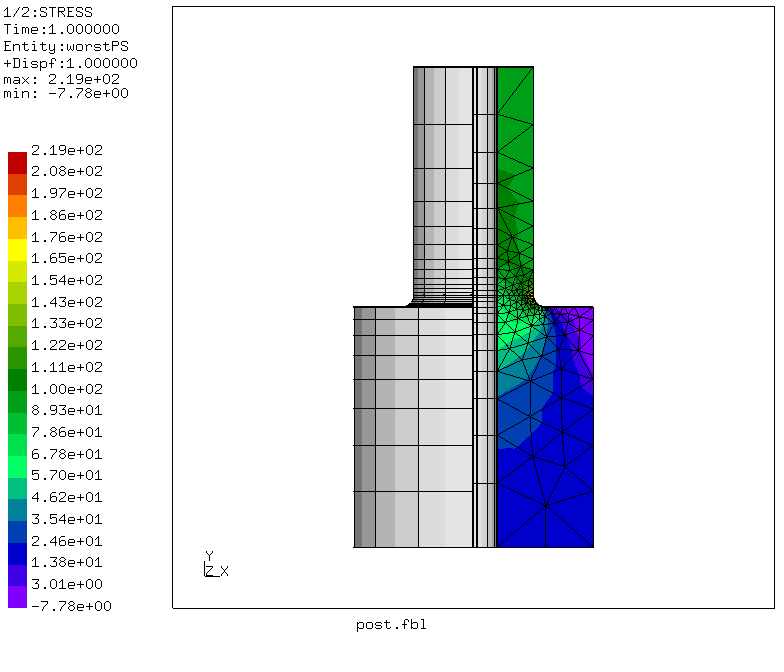 1/2:STRESS
Time:1.000000
Entity:worstPS
+Dispf:1.000000
max: 2.19e+02
min: -7.78e+00
2.19e+02
2.08e+02
1.97e+02
1.86e+02
1.76e+02
1.65e+02
1.54e+02
1.43e+02
1.33e+02
1.22e+02
1.11e+02
1.00e+02
8.93e+01
7.86e+01
6.78e+01
5.70e+01
4.62e+01
3.54e+01
2.46e+01
1.38e+01
3.01e+00
-7.78e+00
Y
Z X
post.fbl